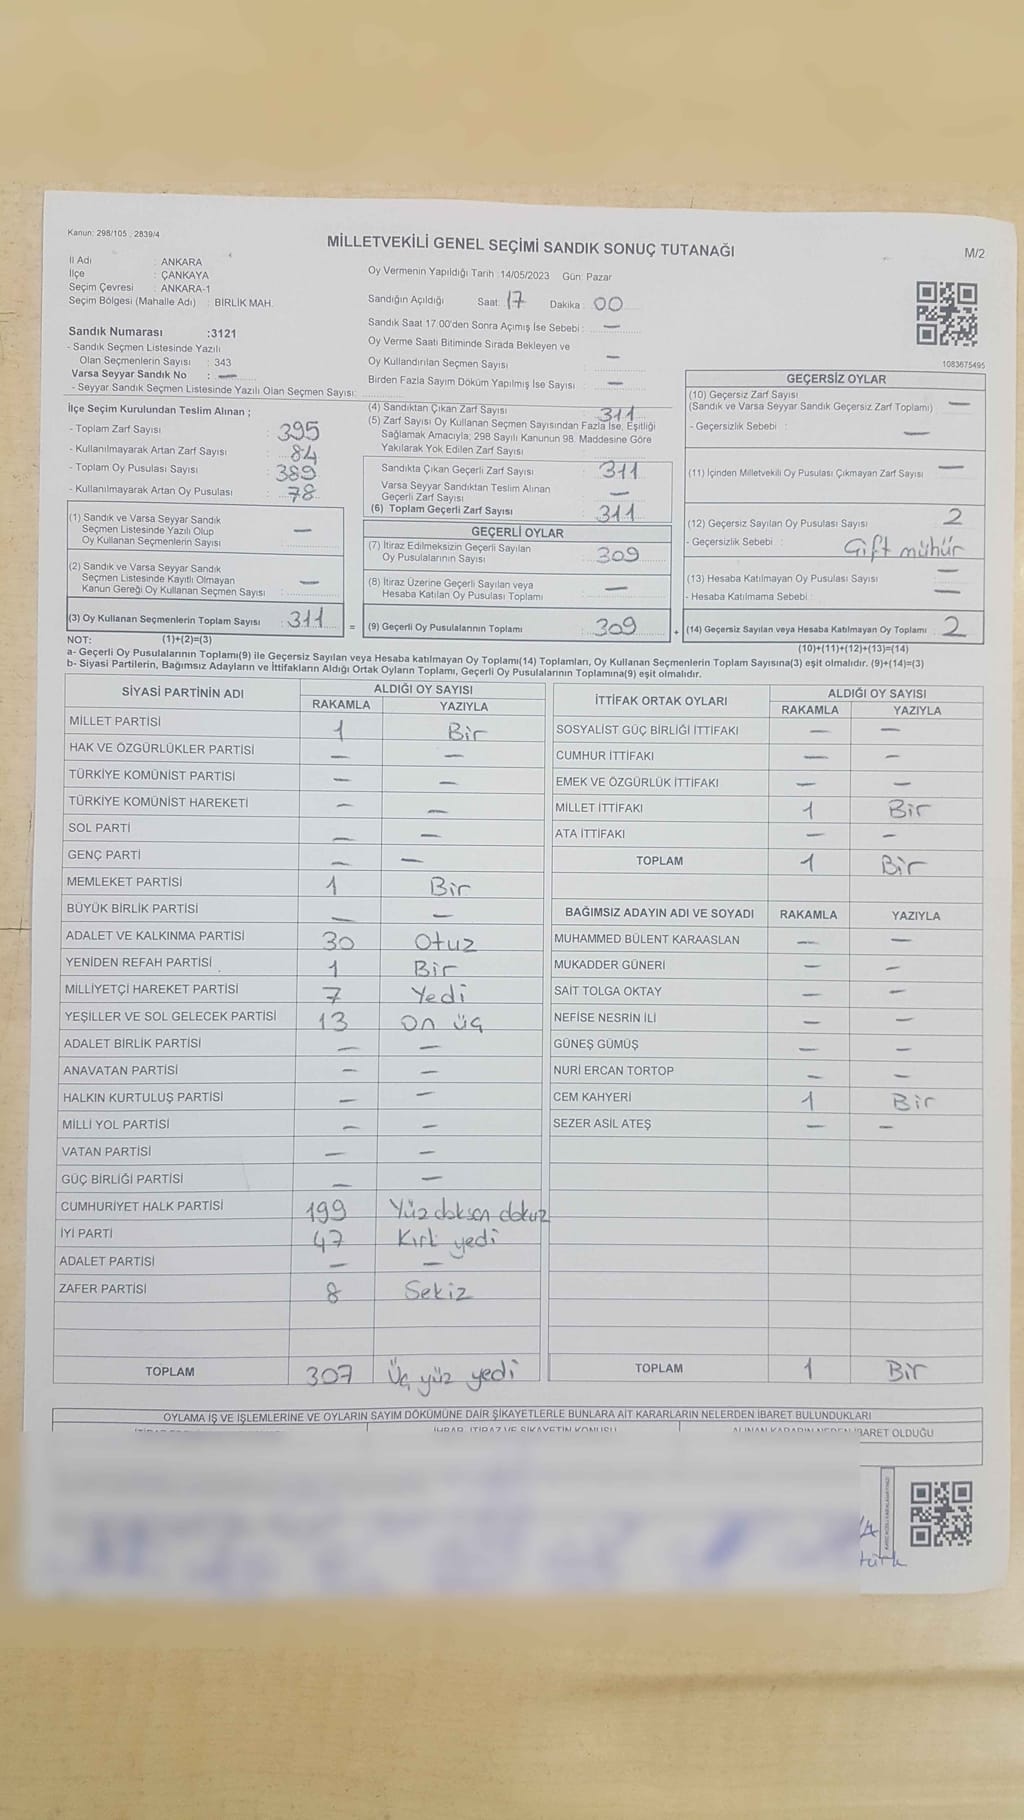 Kanun: 298/105 , 2839/4
MİLLETVEKİLİ GENEL SEÇİMİ SANDIK SONUÇ TUTANAĞI
M/2
İl Adı : ANKARA
İlçe : ÇANKAYA
Seçim Çevresi : ANKARA-1
Seçim Bölgesi (Mahalle Adı) : BİRLİK MAH.
Oy Vermenin Yapıldığı Tarih :14/05/2023 Gün: Pazar
Sandığın Açıldığı Saat: 17 Dakika : 00
Sandık Saat 17.00'den Sonra Açımış İse Sebebi : —
Oy Verme Saati Bitiminde Sırada Bekleyen ve
Oy Kullandırılan Seçmen Sayısı : —
Birden Fazla Sayım Döküm Yapılmış İse Sayısı : —
1083675495
Sandık Numarası :3121
- Sandık Seçmen Listesinde Yazılı
Olan Seçmenlerin Sayısı : 343
Varsa Seyyar Sandık No : —
- Seyyar Sandık Seçmen Listesinde Yazılı Olan Seçmen Sayısı:
İlçe Seçim Kurulundan Teslim Alınan ;
- Toplam Zarf Sayısı : 395
- Kullanılmayarak Artan Zarf Sayısı : 84
- Toplam Oy Pusulası Sayısı : 389
- Kullanılmayarak Artan Oy Pusulası : 78
(1) Sandık ve Varsa Seyyar Sandık
Seçmen Listesinde Yazılı Olup
Oy Kullanan Seçmenlerin Sayısı : —
(2) Sandık ve Varsa Seyyar Sandık
Seçmen Listesinde Kayıtlı Olmayan
Kanun Gereği Oy Kullanan Seçmen Sayısı : —
(3) Oy Kullanan Seçmenlerin Toplam Sayısı : 311 =
(4) Sandıktan Çıkan Zarf Sayısı : 311
(5) Zarf Sayısı Oy Kullanan Seçmen Sayısından Fazla İse, Eşitliği
Sağlamak Amacıyla; 298 Sayılı Kanunun 98. Maddesine Göre
Yakılarak Yok Edilen Zarf Sayısı :
Sandıkta Çıkan Geçerli Zarf Sayısı : 311
Varsa Seyyar Sandıktan Teslim Alınan
Geçerli Zarf Sayısı : —
(6) Toplam Geçerli Zarf Sayısı : 311
GEÇERLİ OYLAR
(7) İtiraz Edilmeksizin Geçerli Sayılan
Oy Pusulalarının Sayısı : 309
(8) İtiraz Üzerine Geçerli Sayılan veya
Hesaba Katılan Oy Pusulası Toplamı : —
(9) Geçerli Oy Pusulalarının Toplamı : 309 +
GEÇERSİZ OYLAR
(10) Geçersiz Zarf Sayısı
(Sandık ve Varsa Seyyar Sandık Geçersiz Zarf Toplamı) : —
- Geçersizlik Sebebi : —
(11) İçinden Milletvekili Oy Pusulası Çıkmayan Zarf Sayısı : —
(12) Geçersiz Sayılan Oy Pusulası Sayısı : 2
- Geçersizlik Sebebi : Çift mühür
(13) Hesaba Katılmayan Oy Pusulası Sayısı : —
- Hesaba Katılmama Sebebi : —
(14) Geçersiz Sayılan veya Hesaba Katılmayan Oy Toplamı : 2
NOT: (1)+(2)=(3)
(10)+(11)+(12)+(13)=(14)
a- Geçerli Oy Pusulalarının Toplamı(9) ile Geçersiz Sayılan veya Hesaba katılmayan Oy Toplamı(14) Toplamları, Oy Kullanan Seçmenlerin Toplam Sayısına(3) eşit olmalıdır. (9)+(14)=(3)
b- Siyasi Partilerin, Bağımsız Adayların ve İttifakların Aldığı Ortak Oyların Toplamı, Geçerli Oy Pusulalarının Toplamına(9) eşit olmalıdır.
SİYASİ PARTİNİN ADI ALDIĞI OY SAYISI
RAKAMLA YAZIYLA
MİLLET PARTİSİ 1 Bir
HAK VE ÖZGÜRLÜKLER PARTİSİ — —
TÜRKİYE KOMÜNİST PARTİSİ — —
TÜRKİYE KOMÜNİST HAREKETİ — —
SOL PARTİ — —
GENÇ PARTİ — —
MEMLEKET PARTİSİ 1 Bir
BÜYÜK BİRLİK PARTİSİ — —
ADALET VE KALKINMA PARTİSİ 30 Otuz
YENİDEN REFAH PARTİSİ 1 Bir
MİLLİYETÇİ HAREKET PARTİSİ 7 Yedi
YEŞİLLER VE SOL GELECEK PARTİSİ 13 on üç
ADALET BİRLİK PARTİSİ — —
ANAVATAN PARTİSİ — —
HALKIN KURTULUŞ PARTİSİ — —
MİLLİ YOL PARTİSİ — —
VATAN PARTİSİ — —
GÜÇ BİRLİĞİ PARTİSİ — —
CUMHURİYET HALK PARTİSİ 199 Yüz doksan dokuz
İYİ PARTİ 47 Kırk yedi
ADALET PARTİSİ — —
ZAFER PARTİSİ 8 Sekiz
TOPLAM 307 Üç yüz yedi
İTTİFAK ORTAK OYLARI ALDIĞI OY SAYISI
RAKAMLA YAZIYLA
SOSYALİST GÜÇ BİRLİĞİ İTTİFAKI — —
CUMHUR İTTİFAKI — —
EMEK VE ÖZGÜRLÜK İTTİFAKI — —
MİLLET İTTİFAKI 1 Bir
ATA İTTİFAKI — —
TOPLAM 1 Bir
BAĞIMSIZ ADAYIN ADI VE SOYADI RAKAMLA YAZIYLA
MUHAMMED BÜLENT KARAASLAN — —
MUKADDER GÜNERİ — —
SAİT TOLGA OKTAY — —
NEFİSE NESRİN İLİ — —
GÜNEŞ GÜMÜŞ — —
NURİ ERCAN TORTOP — —
CEM KAHYERİ 1 Bir
SEZER ASİL ATEŞ — —
TOPLAM 1 Bir
OYLAMA İŞ VE İŞLEMLERİNE VE OYLARIN SAYIM DÖKÜMÜNE DAİR ŞİKAYETLERLE BUNLARA AİT KARARLARIN NELERDEN İBARET BULUNDUKLARI
İHBAR, İTİRAZ VE ŞİKAYETİN KONUSU
ALINAN KARARIN NEDEN İBARET OLDUĞU
türk